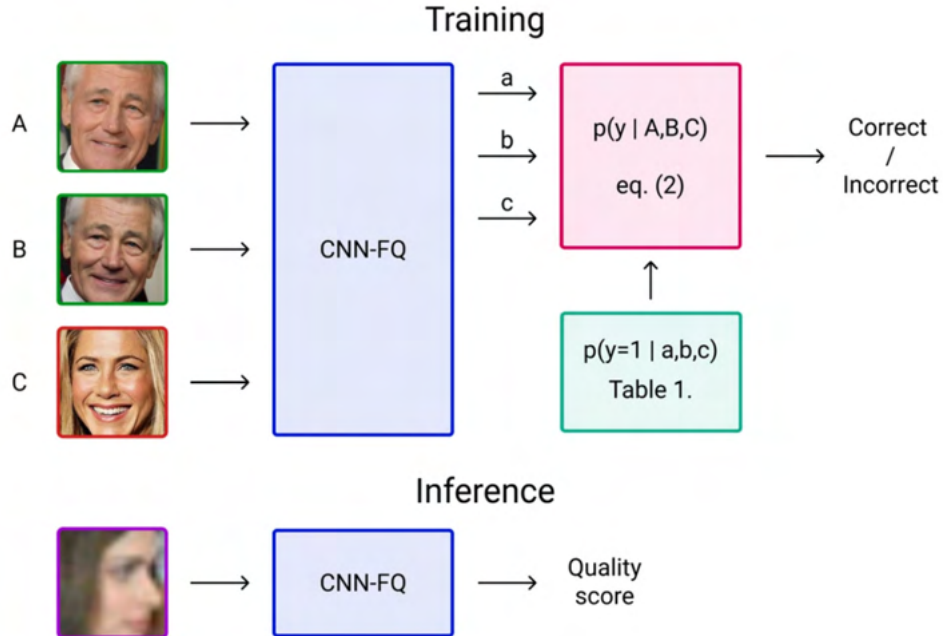 Training
A
B
C
CNN-FQ
a
b
c
p(y | A,B,C)
eq. (2)
Correct
/
Incorrect
p(y=1 | a,b,c)
Table 1.
Inference
CNN-FQ
Quality
score